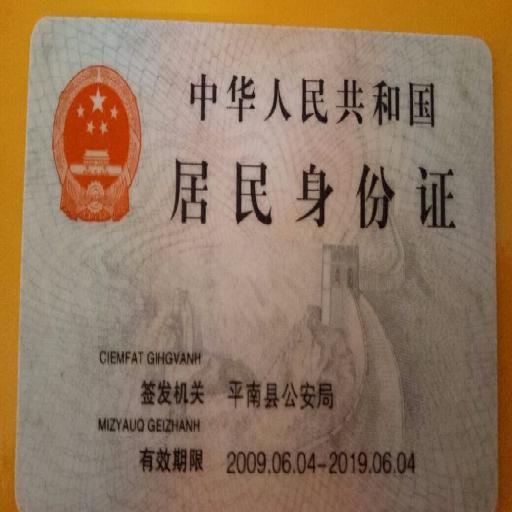 中华人民共和国
居民身份证
CIEMFAT GIHGVANH
签发机关 平南县公安局
MIZYAUQ GEIZHANH
有效期限 2009.06.04-2019.06.04